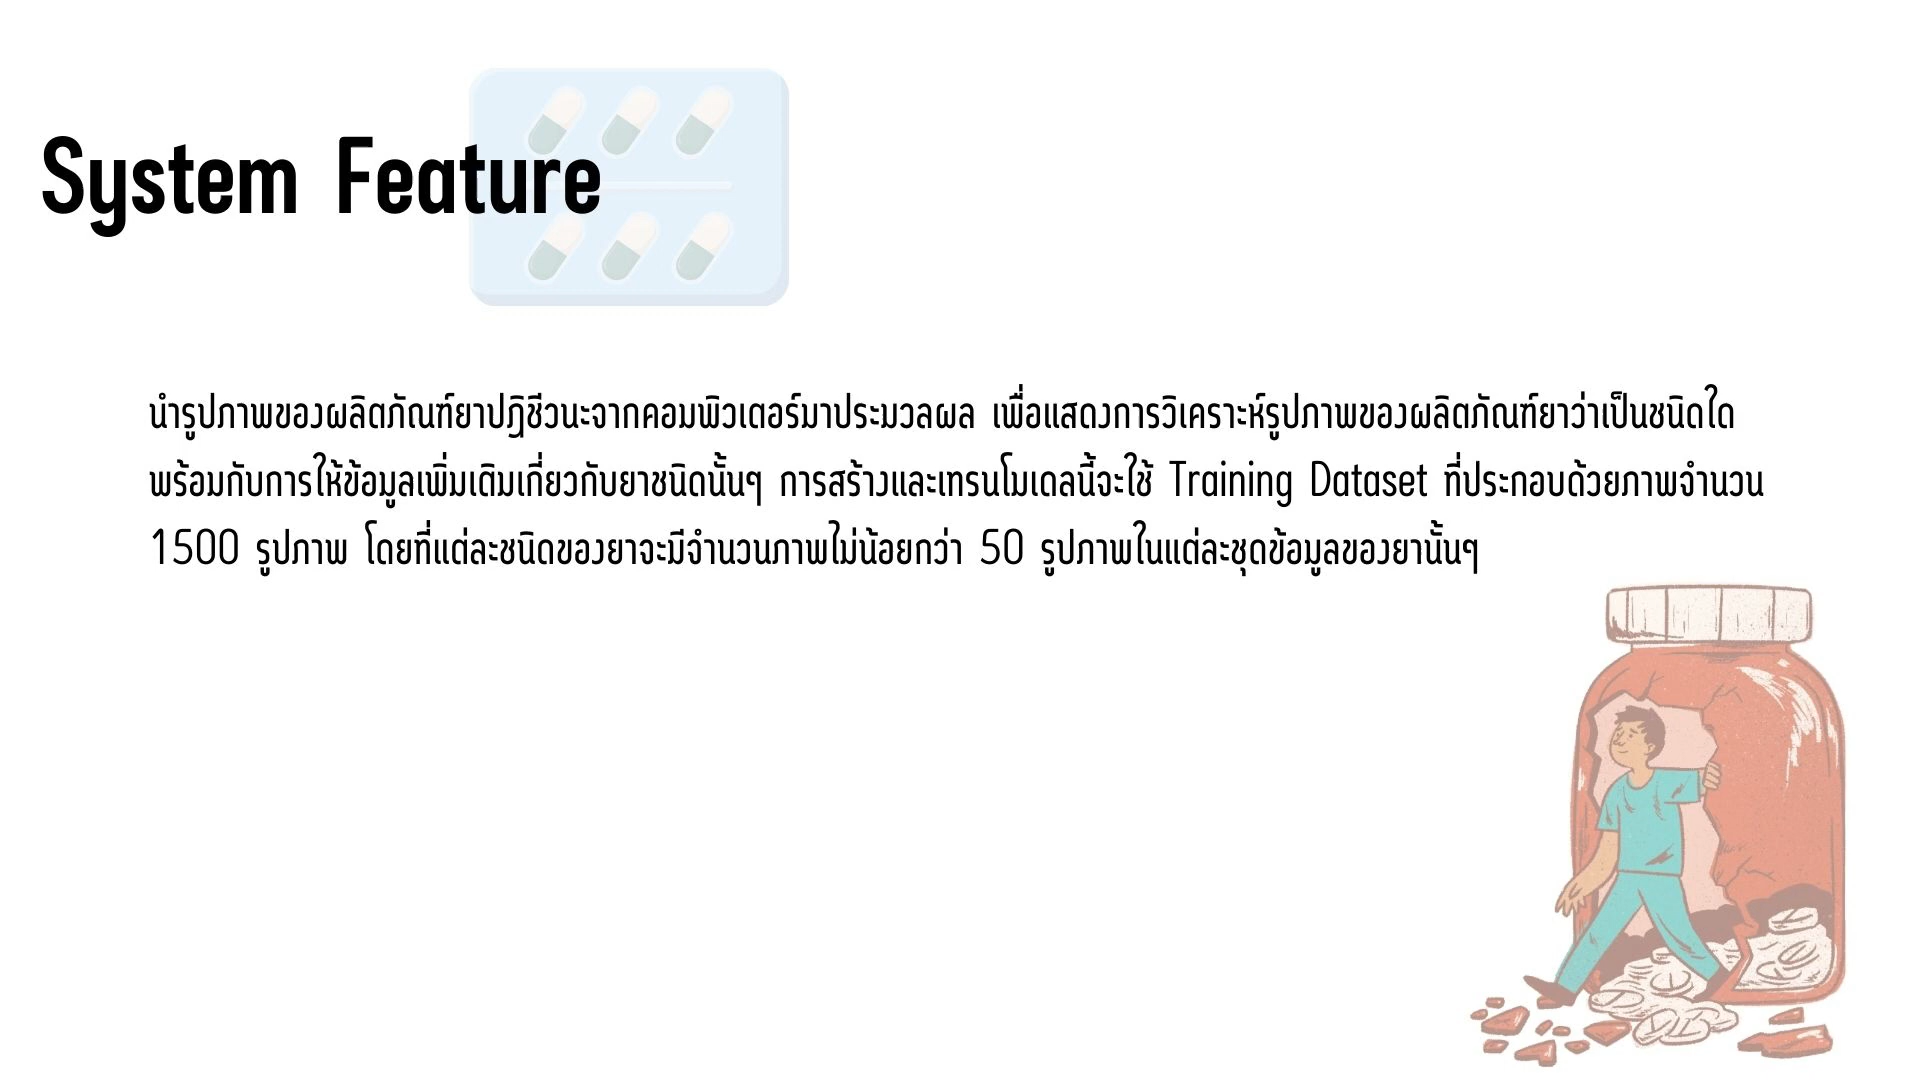 System Feature
นำรูปภาพของผลิตภัณฑ์ยาปฏิชีวนะจากคอมพิวเตอร์มาประมวลผล เพื่อแสดงการวิเคราะห์รูปภาพของผลิตภัณฑ์ยาว่าเป็นชนิดใด
พร้อมกับการให้ข้อมูลเพิ่มเติมเกี่ยวกับยาชนิดนั้นๆ การสร้างและเทรนโมเดลนี้จะใช้ Training Dataset ที่ประกอบด้วยภาพจำนวน
1500 รูปภาพ โดยที่แต่ละชนิดของยาจะมีจำนวนภาพไม่น้อยกว่า 50 รูปภาพในแต่ละชุดข้อมูลของยานั้นๆ